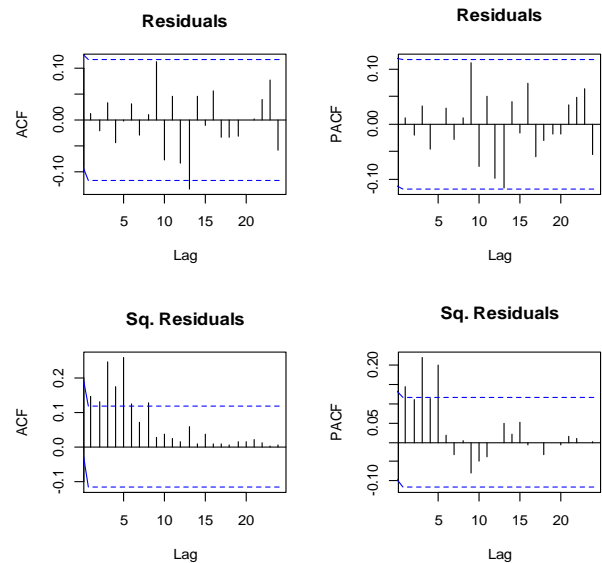 Residuals
ACF
-0.10 0.00 0.10
5 10 15 20
Lag
Residuals
PACF
-0.10 0.00 0.10
5 10 15 20
Lag
Sq. Residuals
ACF
-0.1 0.0 0.1 0.2
5 10 15 20
Lag
Sq. Residuals
PACF
-0.10 0.05 0.20
5 10 15 20
Lag